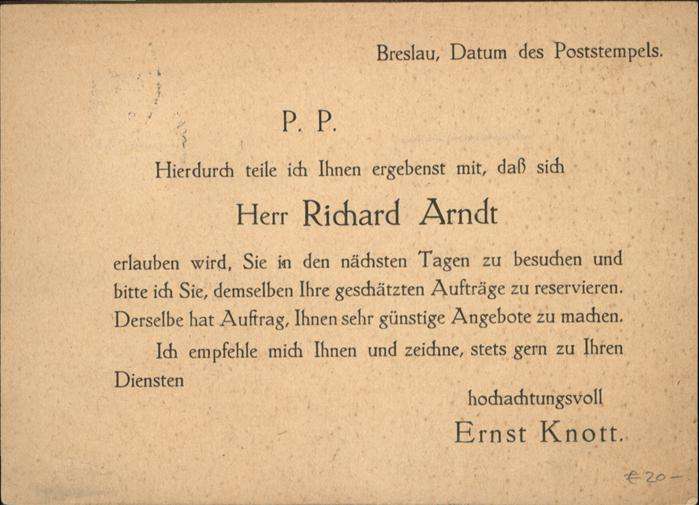 Breslau, Datum des Poststempels.
P. P.
Hierdurch teile ich Ihnen ergebenst mit, daß sich
Herr Richard Arndt
erlauben wird, Sie in den nächsten Tagen zu besuchen und
bitte ich Sie, demselben Ihre geschätzten Aufträge zu reservieren.
Derselbe hat Auftrag, Ihnen sehr günstige Angebote zu machen.
Ich empfehle mich Ihnen und zeichne, stets gern zu Ihren
Diensten
hochachtungsvoll
Ernst Knott.
€ 20 –